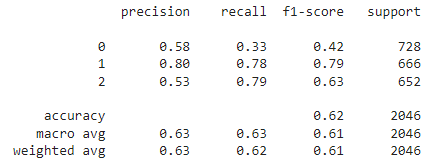 precision recall f1-score support
0 0.58 0.33 0.42 728
1 0.80 0.78 0.79 666
2 0.53 0.79 0.63 652
accuracy 0.62 2046
macro avg 0.63 0.63 0.61 2046
weighted avg 0.63 0.62 0.61 2046